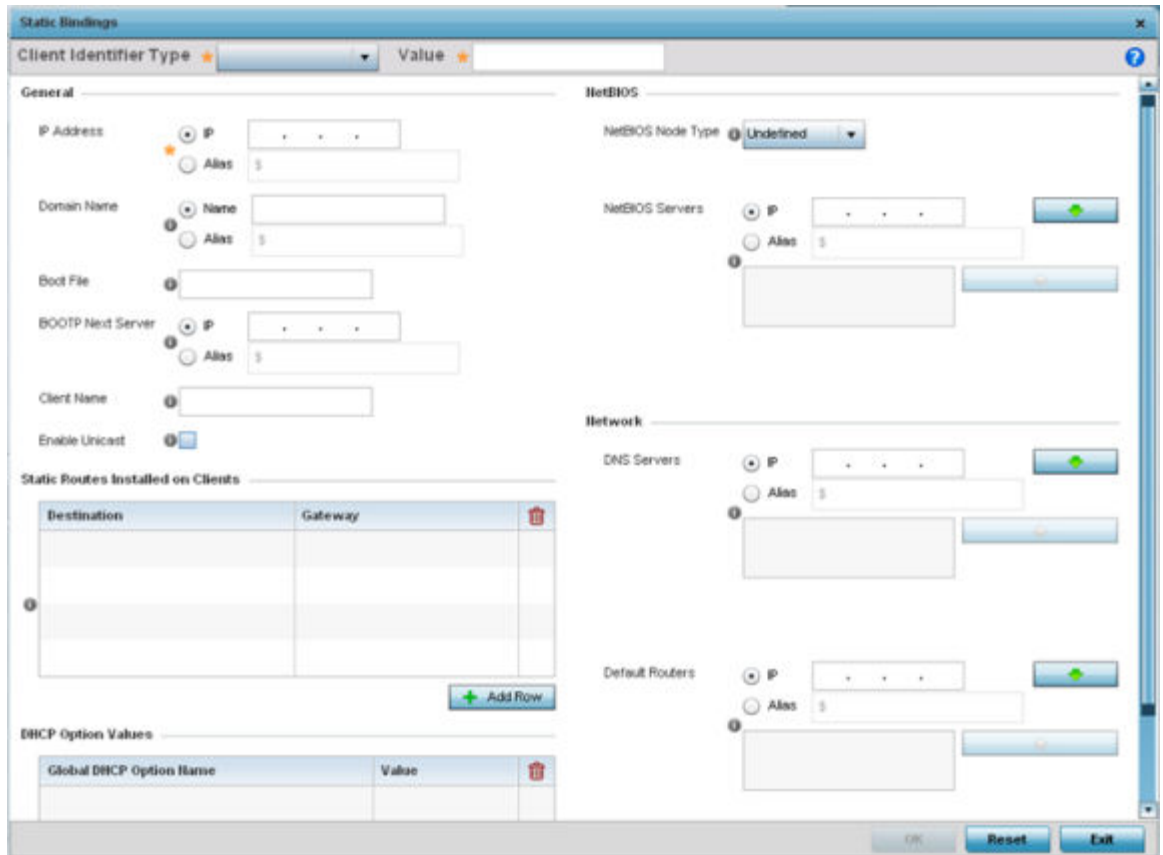 Static Bindings
Client Identifier Type
Value
General
IP Address
IP
. . .
Alias
$
Domain Name
Name
Alias
$
Boot File
BOOTP Next Server
IP
. . .
Alias
$
Client Name
Enable Unicast
Static Routes Installed on Clients
Destination Gateway
Add Row
DHCP Option Values
Global DHCP Option Name Value
NetBIOS
NetBIOS Node Type
Undefined
NetBIOS Servers
IP
. . .
Alias
$
Network
DNS Servers
IP
. . .
Alias
$
Default Routers
IP
. . .
Alias
$
OK Reset Exit